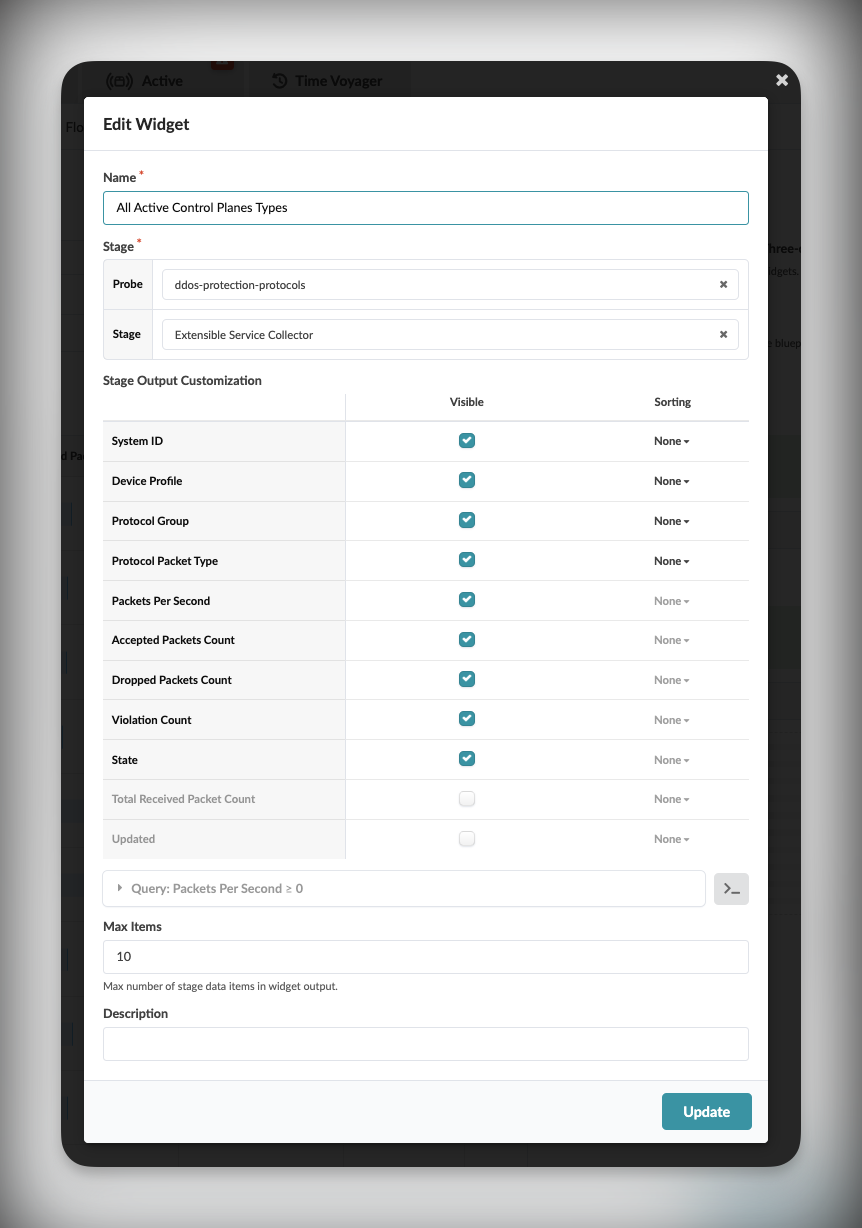 Active
Time Voyager
Flo
Edit Widget
Name *
All Active Control Planes Types
Stage *
Probe
ddos-protection-protocols
Stage
Extensible Service Collector
Stage Output Customization
Visible Sorting
System ID None
Device Profile None
Protocol Group None
Protocol Packet Type None
Packets Per Second None
Accepted Packets Count None
Dropped Packets Count None
Violation Count None
State None
Total Received Packet Count None
Updated None
Query: Packets Per Second ≥ 0
>_
Max Items
10
Max number of stage data items in widget output.
Description
Update